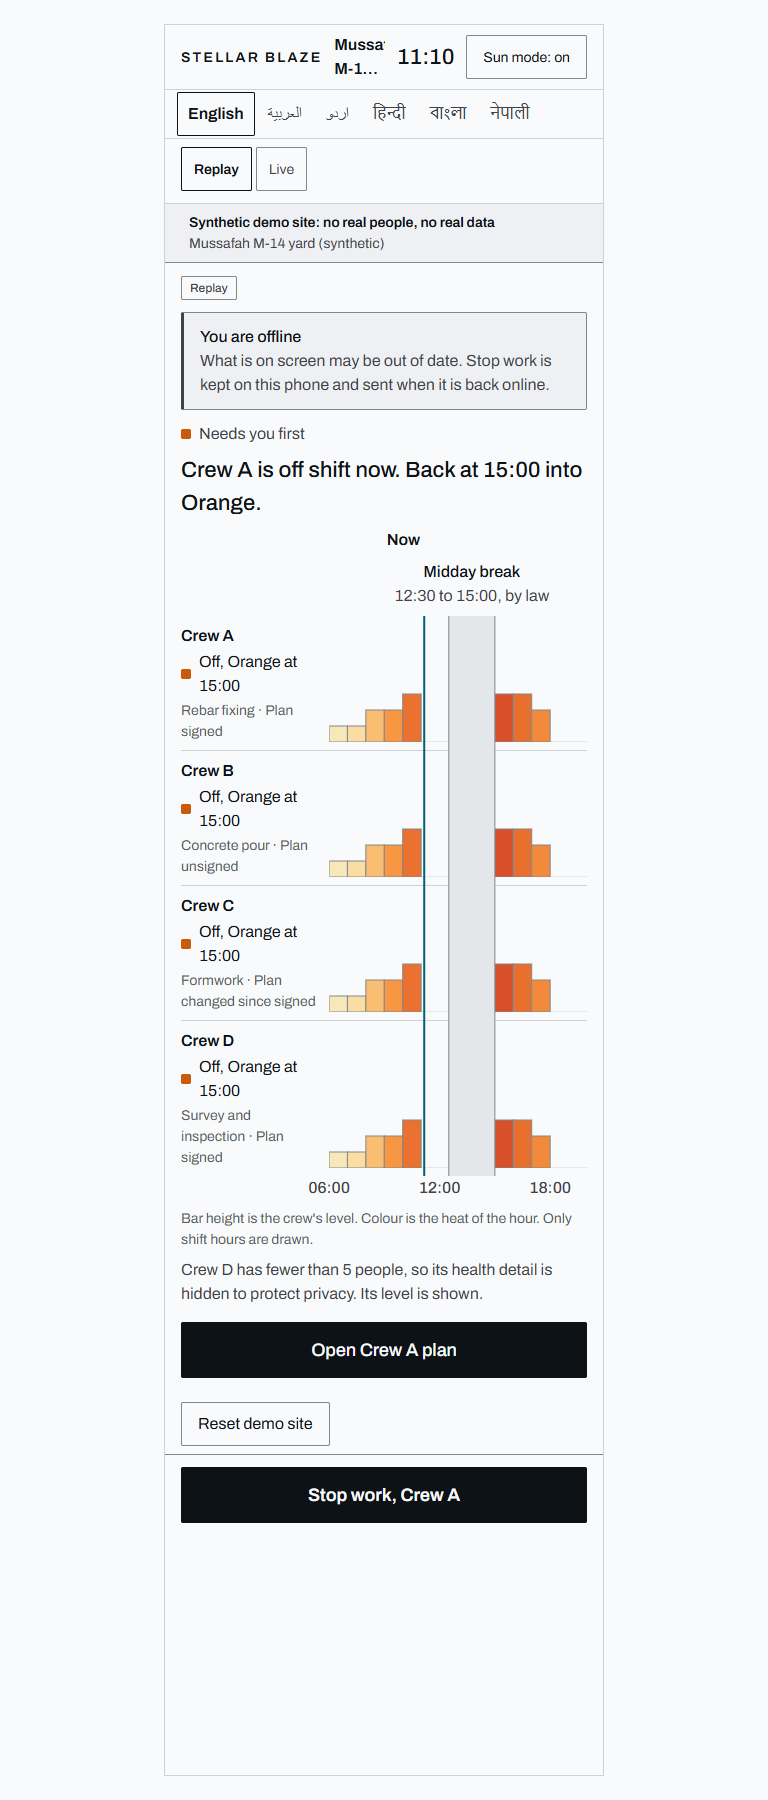 STELLAR BLAZE
M-1...
11:10
Sun mode: on
English
العربية
اردو
हिन्दी
বাংলা
नेपाली
Replay
Live
Synthetic demo site: no real people, no real data
Mussafah M-14 yard (synthetic)
Replay
You are offline
What is on screen may be out of date. Stop work is
kept on this phone and sent when it is back online.
Needs you first
Crew A is off shift now. Back at 15:00 into
Orange.
Now
Midday break
12:30 to 15:00, by law
Crew A
Off, Orange at
15:00
Rebar fixing · Plan
signed
Crew B
Off, Orange at
15:00
Concrete pour · Plan
unsigned
Crew C
Off, Orange at
15:00
Formwork · Plan
changed since signed
Crew D
Off, Orange at
15:00
Survey and
inspection · Plan
signed
06:00
12:00
18:00
Bar height is the crew's level. Colour is the heat of the hour. Only
shift hours are drawn.
Crew D has fewer than 5 people, so its health detail is
hidden to protect privacy. Its level is shown.
Open Crew A plan
Reset demo site
Stop work, Crew A